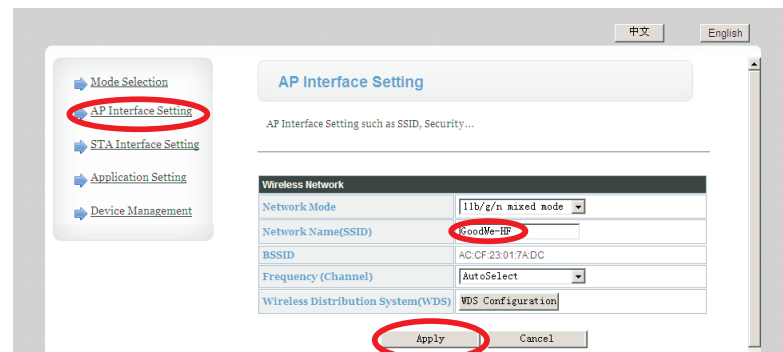 中文 English
Mode Selection
AP Interface Setting
STA Interface Setting
Application Setting
Device Management
AP Interface Setting
AP Interface Setting such as SSID, Security...
Wireless Network
Network Mode 11b/g/n mixed mode
Network Name(SSID) GoodWe-HF
BSSID AC:CF:23:01:7A:DC
Frequency (Channel) AutoSelect
Wireless Distribution System(WDS) WDS Configuration
Apply Cancel